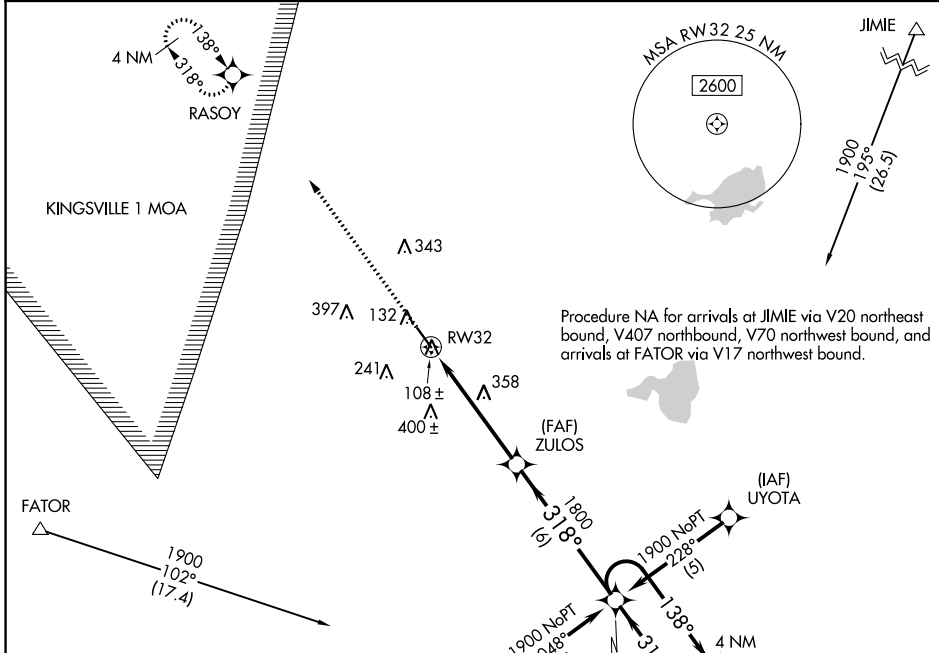 138°
4 NM
318°
RASOY
KINGSVILLE 1 MOA
MSA RW32 25 NM
2600
JIMIE
1900
195°
(26.5)
343
397
132
RW32
241
108 ±
358
400 ±
Procedure NA for arrivals at JIMIE via V20 northeast
bound, V407 northbound, V70 northwest bound, and
arrivals at FATOR via V17 northwest bound.
(FAF)
ZULOS
FATOR
1900
102°
(17.4)
1800
318°
(6)
(IAF)
UYOTA
1900 NoPT
228°
(5)
138°
4 NM
1900 NoPT